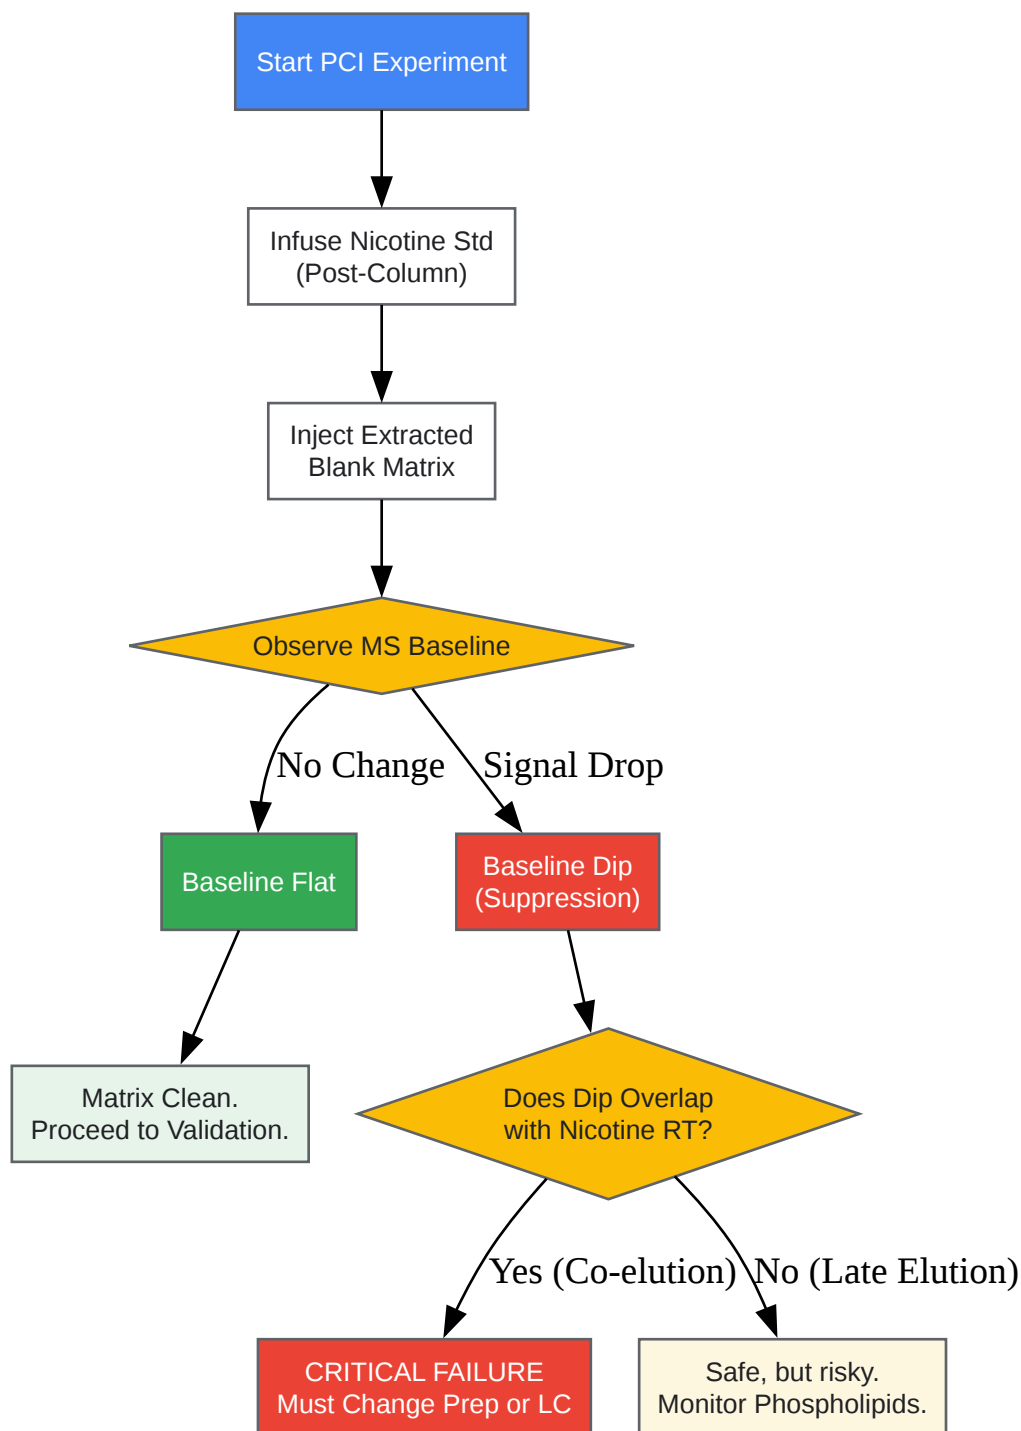 Start PCI Experiment
Infuse Nicotine Std
(Post-Column)
Inject Extracted
Blank Matrix
Observe MS Baseline
No Change
Signal Drop
Baseline Flat
Baseline Dip
(Suppression)
Matrix Clean.
Proceed to Validation.
Does Dip Overlap
with Nicotine RT?
Yes (Co-elution)
No (Late Elution)
CRITICAL FAILURE
Must Change Prep or LC
Safe, but risky.
Monitor Phospholipids.